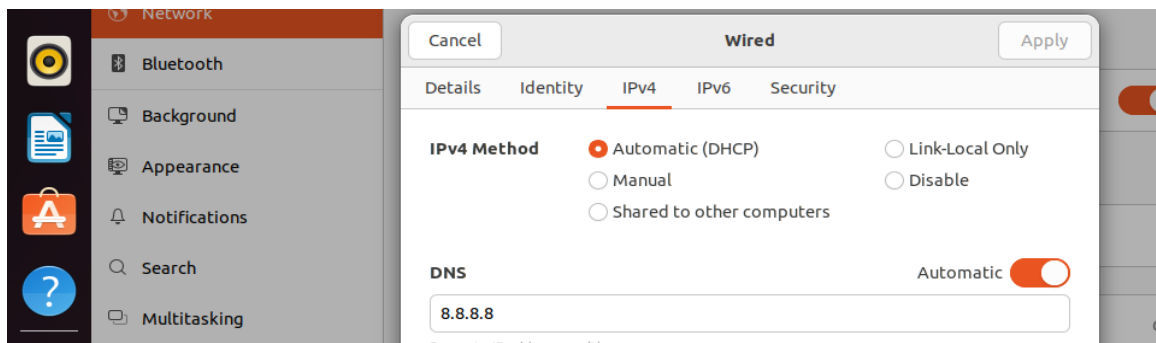 Network
Bluetooth
Background
Appearance
Notifications
Search
Multitasking
Cancel
Wired
Apply
Details
Identity
IPv4
IPv6
Security
IPv4 Method
Automatic (DHCP)
Link-Local Only
Manual
Disable
Shared to other computers
DNS
Automatic
8.8.8.8